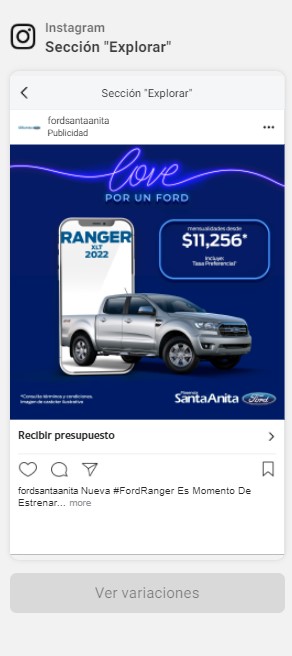 Instagram
Sección "Explorar"
Sección "Explorar"
fordsantaanita
Publicidad
love
POR UN FORD
RANGER
XLT
2022
mensualidades desde
$11,256*
Incluye:
Tasa Preferencial*
*Consulta términos y condiciones.
Imagen de carácter ilustrativo
SantaAnita Ford
Recibir presupuesto
fordsantaanita Nueva #FordRanger Es Momento De
Estrenar... more
Ver variaciones